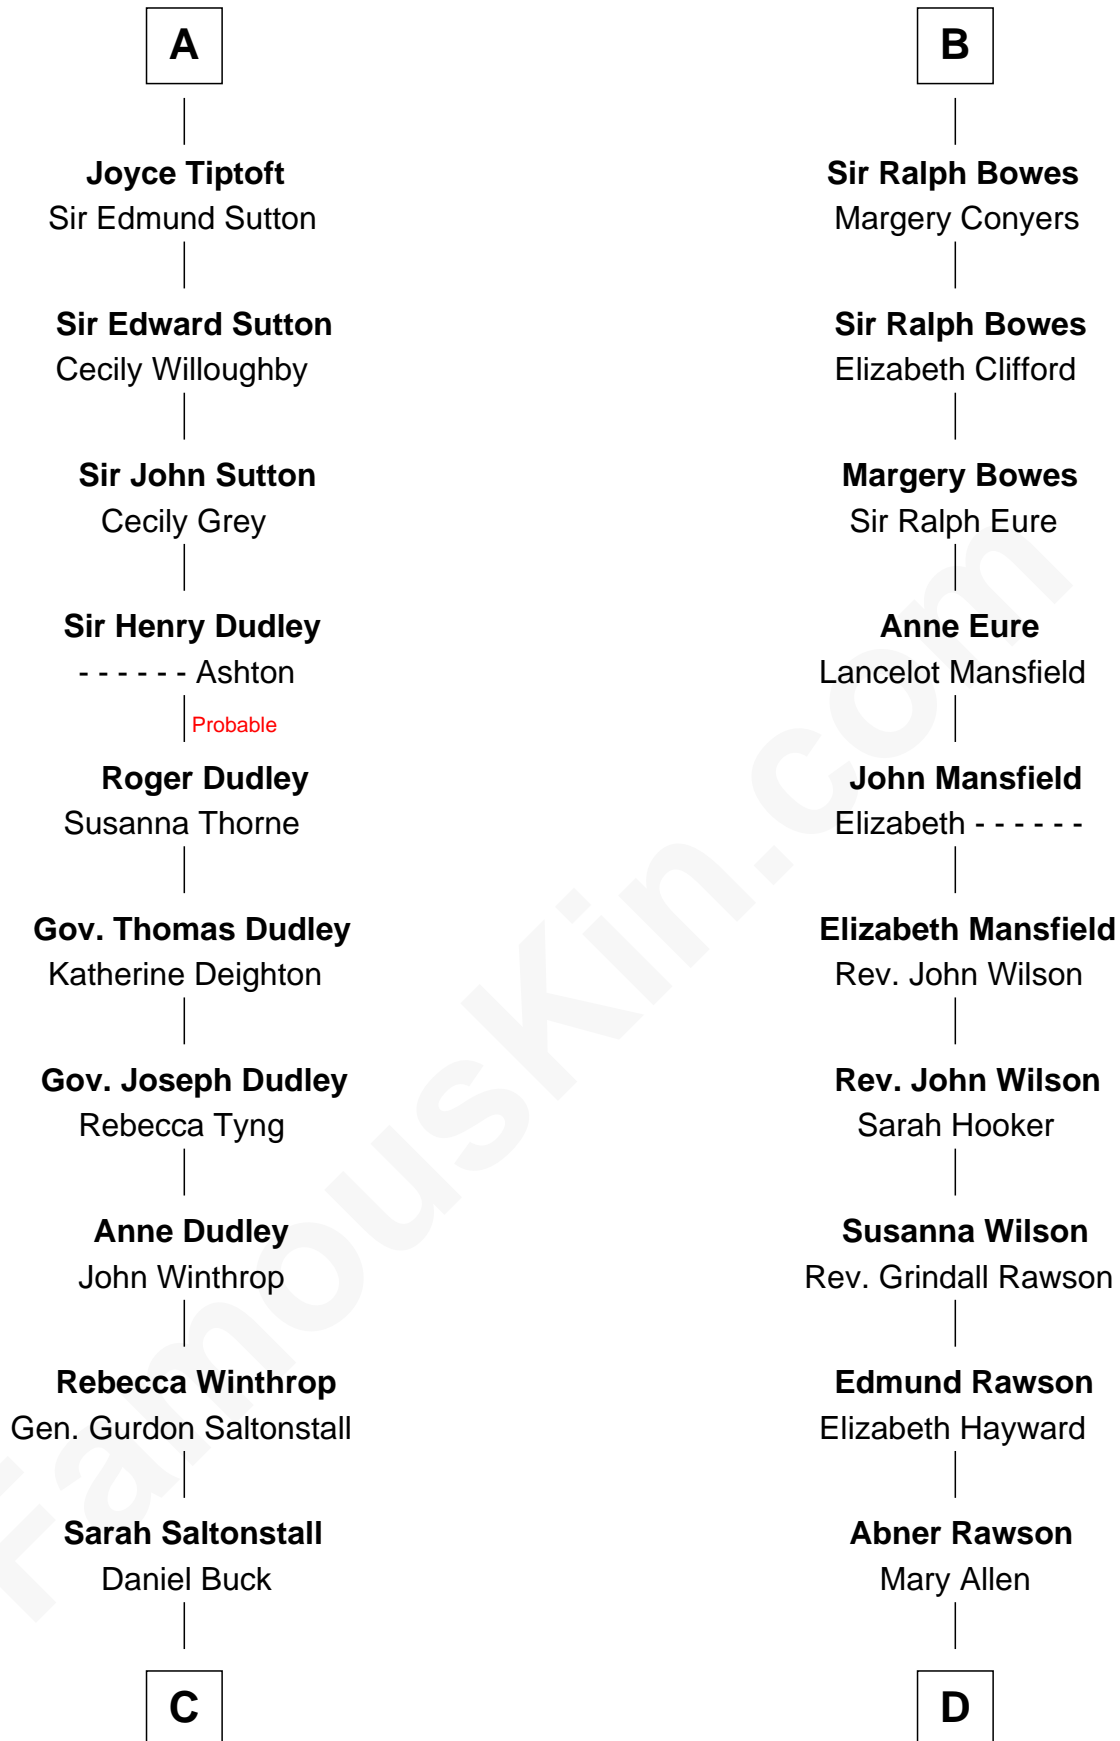 A
Joyce Tiptoft
Sir Edmund Sutton
Sir Edward Sutton
Cecily Willoughby
Sir John Sutton
Cecily Grey
Sir Henry Dudley
- - - - - - Ashton
Probable
Roger Dudley
Susanna Thorne
Gov. Thomas Dudley
Katherine Deighton
Gov. Joseph Dudley
Rebecca Tyng
Anne Dudley
John Winthrop
Rebecca Winthrop
Gen. Gurdon Saltonstall
Sarah Saltonstall
Daniel Buck
C
B
Sir Ralph Bowes
Margery Conyers
Sir Ralph Bowes
Elizabeth Clifford
Margery Bowes
Sir Ralph Eure
Anne Eure
Lancelot Mansfield
John Mansfield
Elizabeth - - - - - -
Elizabeth Mansfield
Rev. John Wilson
Rev. John Wilson
Sarah Hooker
Susanna Wilson
Rev. Grindall Rawson
Edmund Rawson
Elizabeth Hayward
Abner Rawson
Mary Allen
D
FamousKin.com